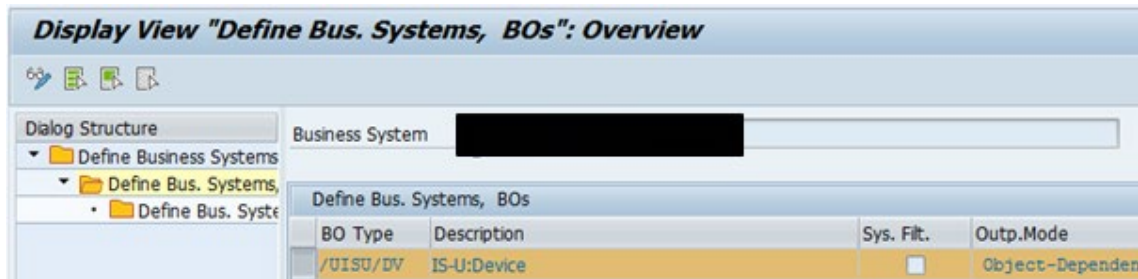 Display View "Define Bus. Systems, BOs": Overview
Dialog Structure
Define Business Systems
Define Bus. Systems,
Define Bus. Syste
Business System
Define Bus. Systems, BOs
BO Type Description Sys. Filt. Outp.Mode
/UISU/DV IS-U:Device Object-Dependen